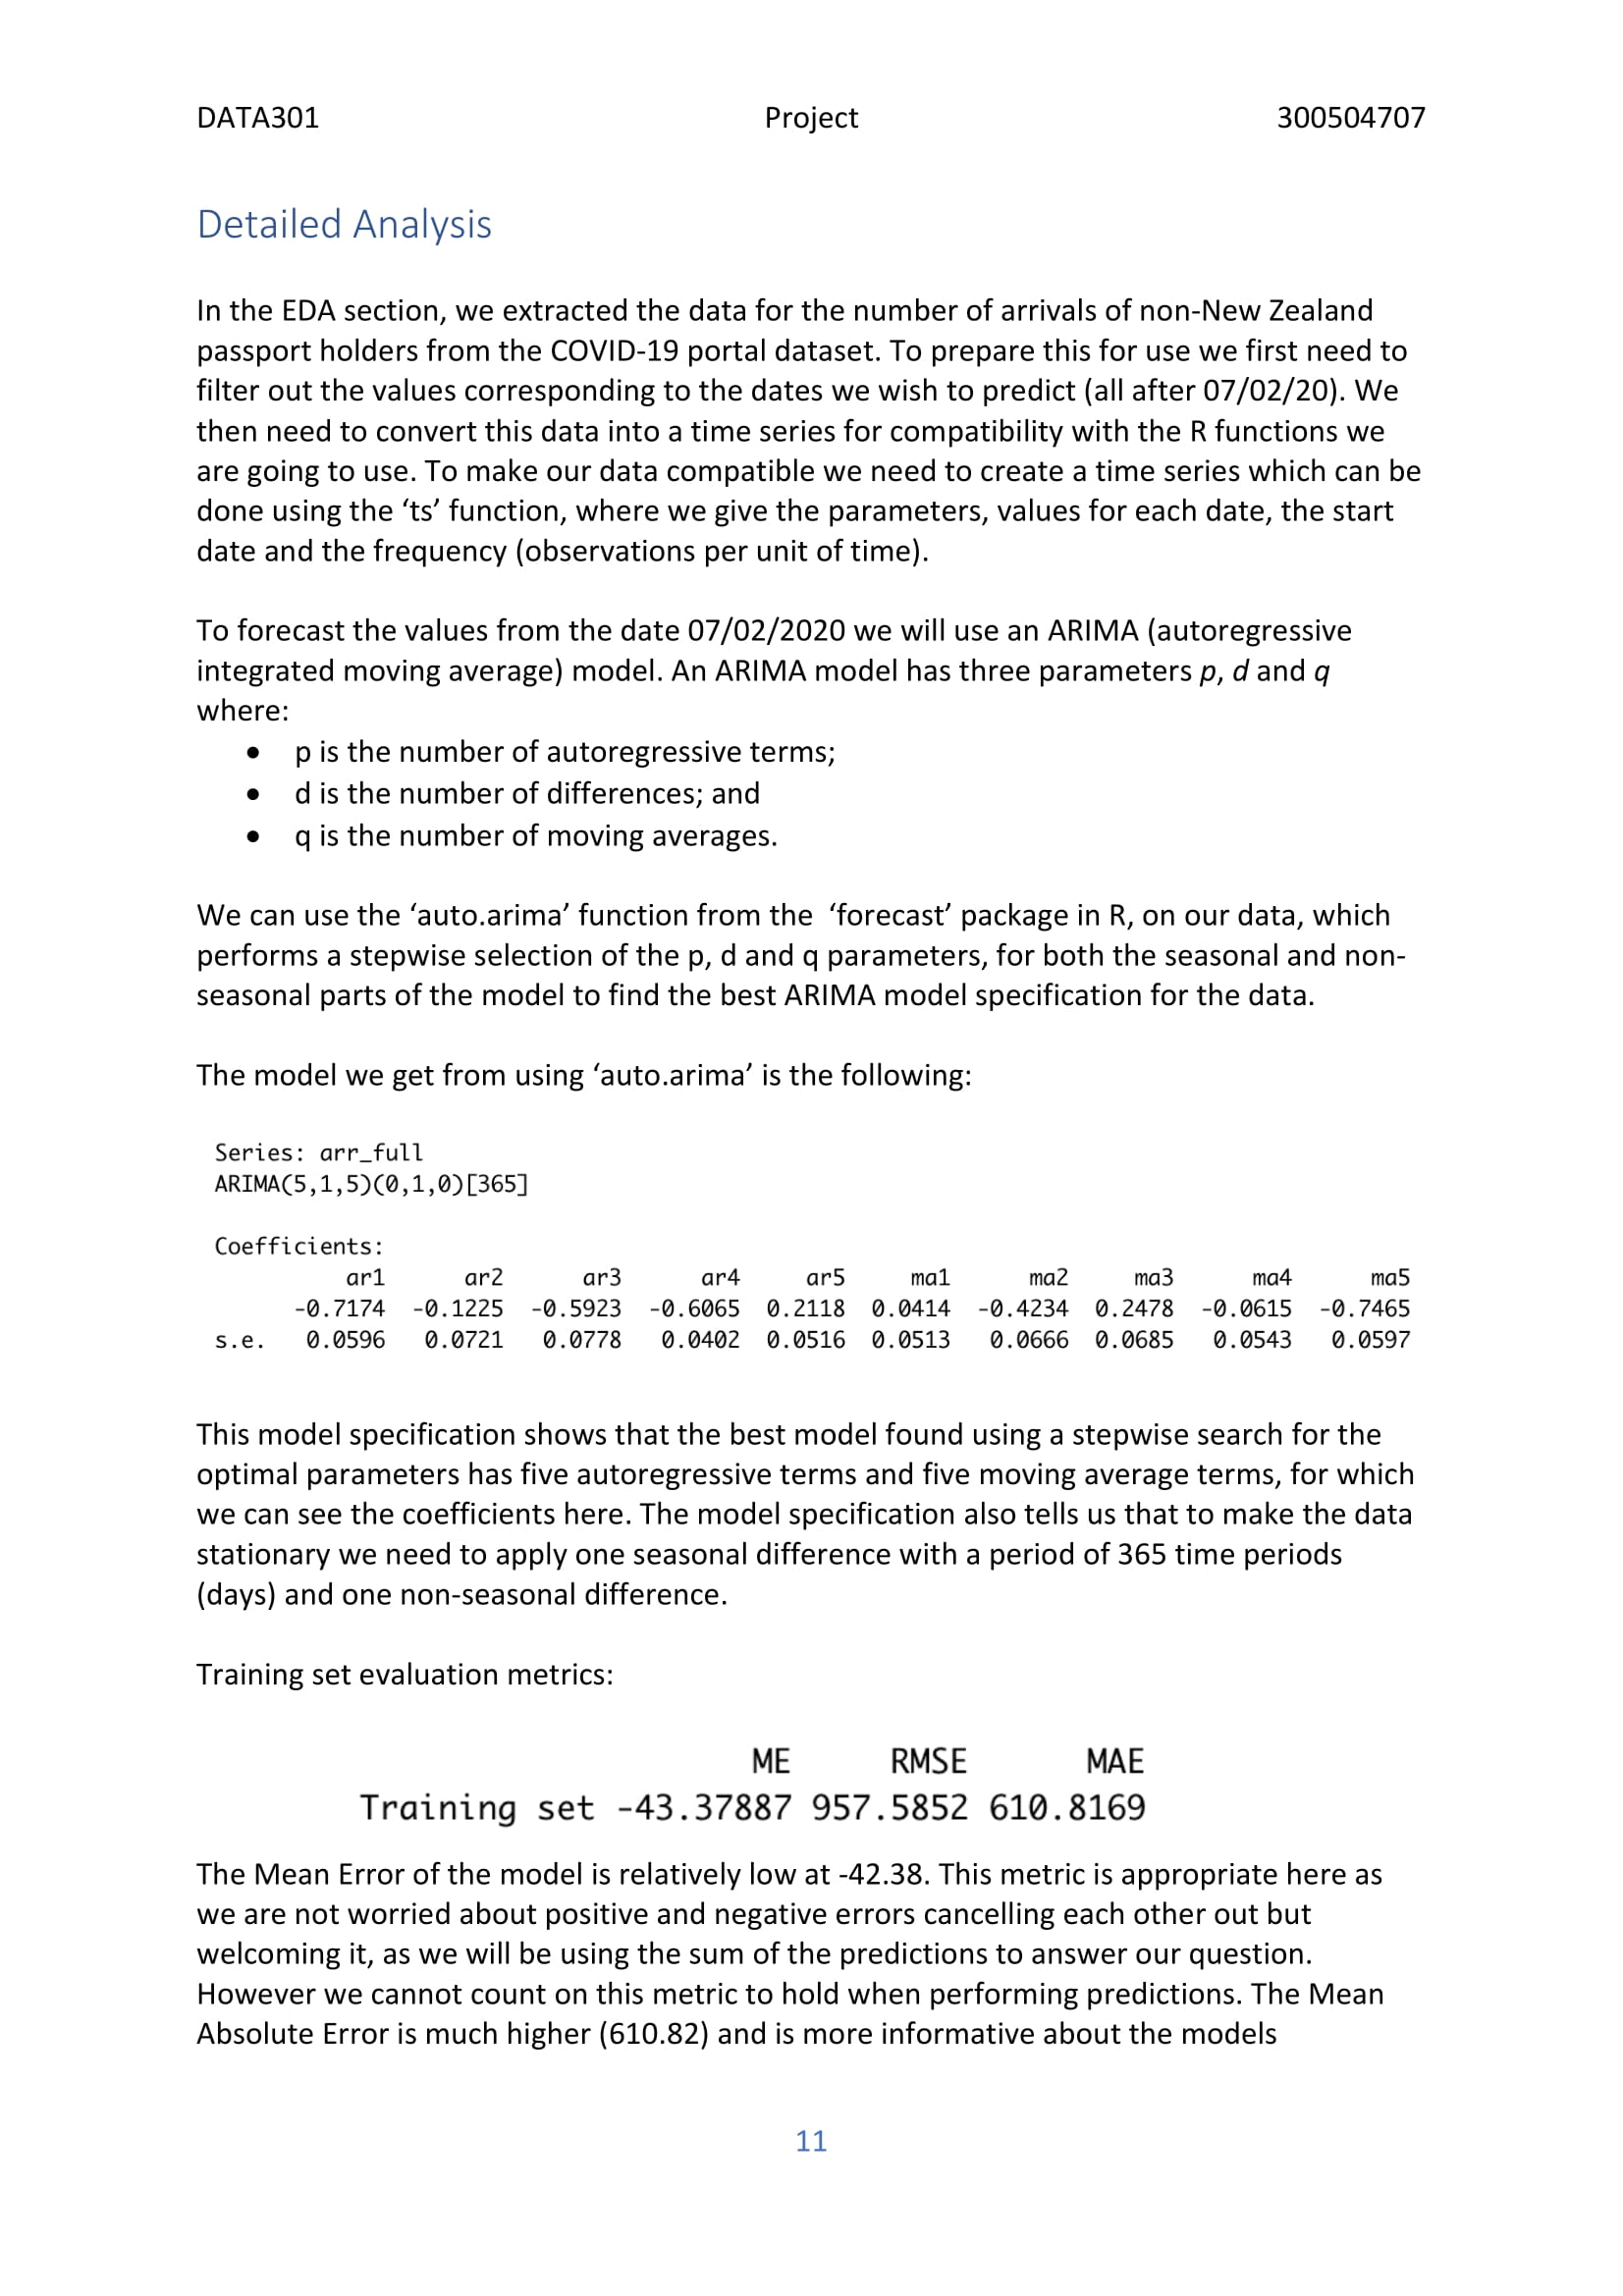 DATA301 Project 300504707
Detailed Analysis
In the EDA section, we extracted the data for the number of arrivals of non-New Zealand
passport holders from the COVID-19 portal dataset. To prepare this for use we first need to
filter out the values corresponding to the dates we wish to predict (all after 07/02/20). We
then need to convert this data into a time series for compatibility with the R functions we
are going to use. To make our data compatible we need to create a time series which can be
done using the ‘ts’ function, where we give the parameters, values for each date, the start
date and the frequency (observations per unit of time).
To forecast the values from the date 07/02/2020 we will use an ARIMA (autoregressive
integrated moving average) model. An ARIMA model has three parameters p, d and q
where:
• p is the number of autoregressive terms;
• d is the number of differences; and
• q is the number of moving averages.
We can use the ‘auto.arima’ function from the  ‘forecast’ package in R, on our data, which
performs a stepwise selection of the p, d and q parameters, for both the seasonal and non-
seasonal parts of the model to find the best ARIMA model specification for the data.
The model we get from using ‘auto.arima’ is the following:
Series: arr_full
ARIMA(5,1,5)(0,1,0)[365]
Coefficients:
ar1 ar2 ar3 ar4 ar5 ma1 ma2 ma3 ma4 ma5
-0.7174 -0.1225 -0.5923 -0.6065 0.2118 0.0414 -0.4234 0.2478 -0.0615 -0.7465
s.e. 0.0596 0.0721 0.0778 0.0402 0.0516 0.0513 0.0666 0.0685 0.0543 0.0597
This model specification shows that the best model found using a stepwise search for the
optimal parameters has five autoregressive terms and five moving average terms, for which
we can see the coefficients here. The model specification also tells us that to make the data
stationary we need to apply one seasonal difference with a period of 365 time periods
(days) and one non-seasonal difference.
Training set evaluation metrics:
ME RMSE MAE
Training set -43.37887 957.5852 610.8169
The Mean Error of the model is relatively low at -42.38. This metric is appropriate here as
we are not worried about positive and negative errors cancelling each other out but
welcoming it, as we will be using the sum of the predictions to answer our question.
However we cannot count on this metric to hold when performing predictions. The Mean
Absolute Error is much higher (610.82) and is more informative about the models
11